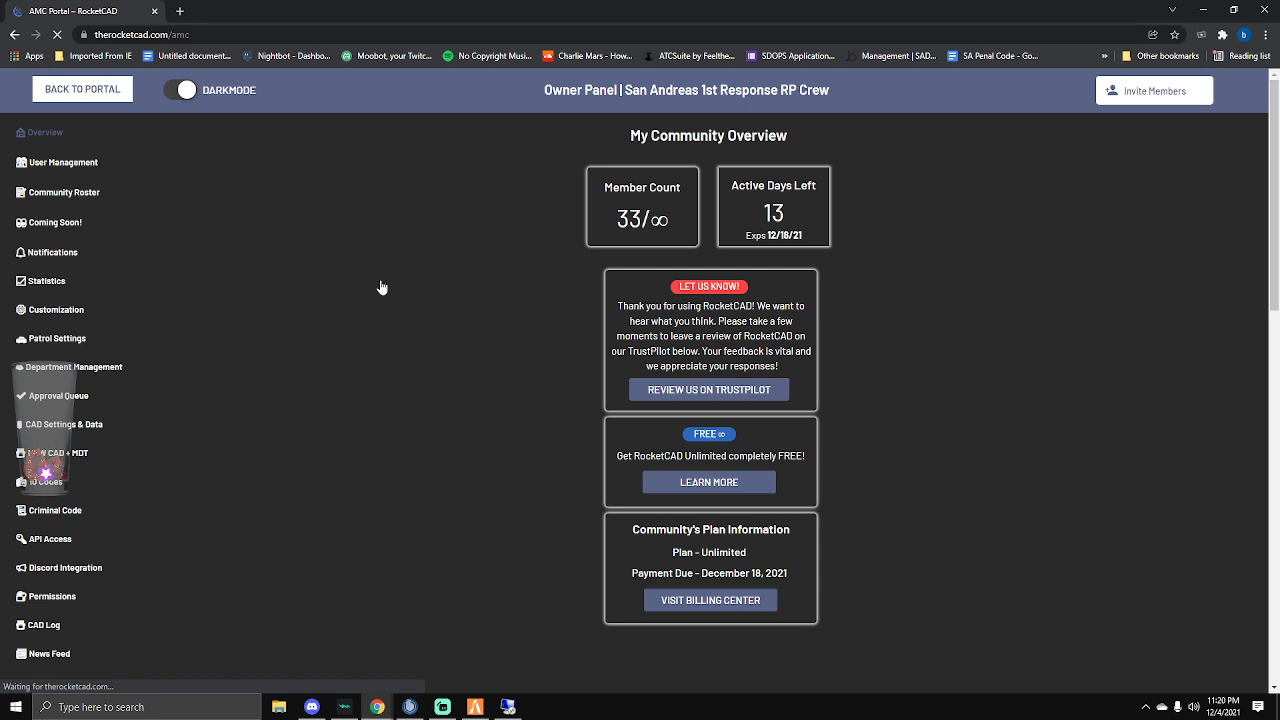 AMC Portal – RocketCAD
therocketcad.com/amc
Apps
Imported From IE
Untitled document...
Nightbot - Dashbo...
Moobot, your Twitc...
No Copyright Musi...
Charlie Mars - How...
ATCSuite by Feelthe...
SDOPS Application...
Management | SAD...
SA Penal Code - Go...
»
Other bookmarks
Reading list
BACK TO PORTAL
DARKMODE
Owner Panel | San Andreas 1st Response RP Crew
Invite Members
Overview
User Management
Community Roster
Coming Soon!
Notifications
Statistics
Customization
Patrol Settings
Department Management
Approval Queue
CAD Settings & Data
CAD + MDT
10 Codes
Criminal Code
API Access
Discord Integration
Permissions
CAD Log
News Feed
My Community Overview
Member Count
33/∞
Active Days Left
13
Exps 12/18/21
LET US KNOW!
Thank you for using RocketCAD! We want to
hear what you think. Please take a few
moments to leave a review of RocketCAD on
our TrustPilot below. Your feedback is vital and
we appreciate your responses!
REVIEW US ON TRUSTPILOT
FREE ∞
Get RocketCAD Unlimited completely FREE!
LEARN MORE
Community's Plan Information
Plan - Unlimited
Payment Due - December 18, 2021
VISIT BILLING CENTER
Waiting for therocketcad.com...
Type here to search
11:20 PM
12/4/2021